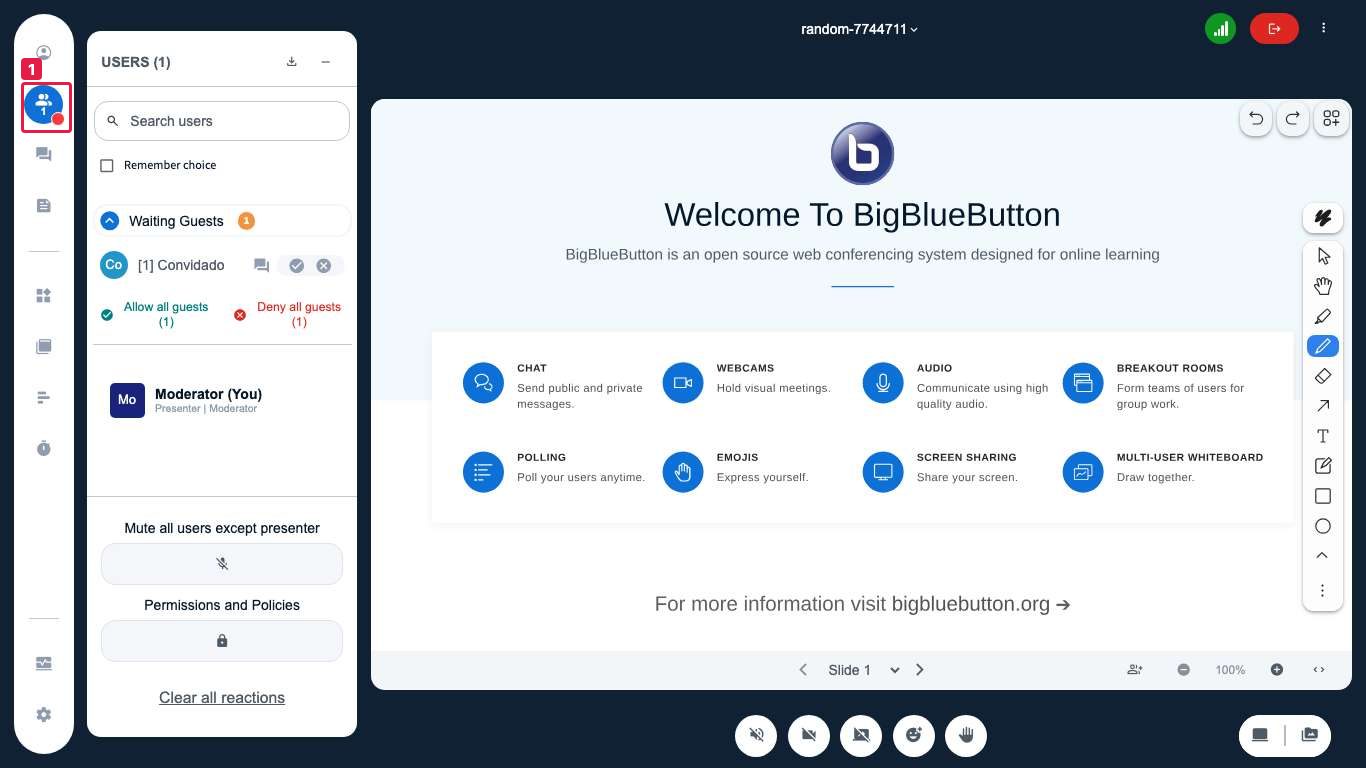 random-7744711
1
1
USERS (1)
Search users
Remember choice
Waiting Guests 1
Co [1] Convidado
Allow all guests
(1)
Deny all guests
(1)
Mo
Moderator (You)
Presenter | Moderator
Mute all users except presenter
Permissions and Policies
Clear all reactions
Welcome To BigBlueButton
BigBlueButton is an open source web conferencing system designed for online learning
CHAT
Send public and private
messages.
WEBCAMS
Hold visual meetings.
AUDIO
Communicate using high
quality audio.
BREAKOUT ROOMS
Form teams of users for
group work.
POLLING
Poll your users anytime.
EMOJIS
Express yourself.
SCREEN SHARING
Share your screen.
MULTI-USER WHITEBOARD
Draw together.
For more information visit bigbluebutton.org →
Slide 1
100%